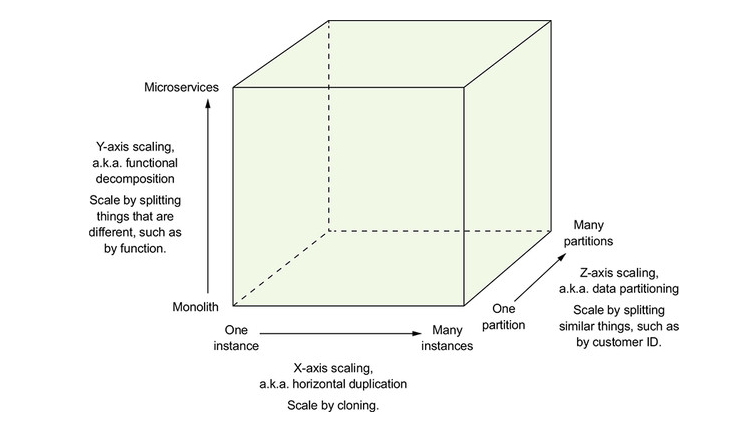 Microservices
Y-axis scaling,
a.k.a. functional
decomposition
Scale by splitting
things that are
different, such as
by function.
Monolith
One
instance
Many
instances
X-axis scaling,
a.k.a. horizontal duplication
Scale by cloning.
One
partition
Many
partitions
Z-axis scaling,
a.k.a. data partitioning
Scale by splitting
similar things, such as
by customer ID.